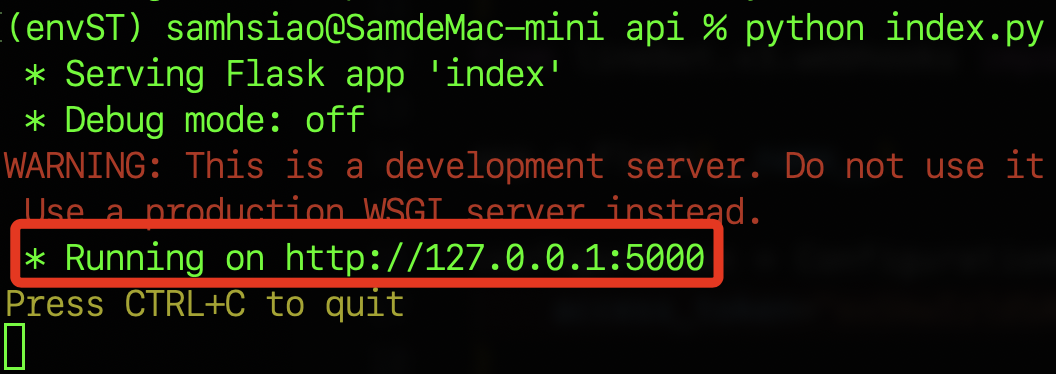 (envST) samhsiao@SamdeMac-mini api % python index.py
* Serving Flask app 'index'
* Debug mode: off
WARNING: This is a development server. Do not use it
Use a production WSGI server instead.
* Running on http://127.0.0.1:5000
Press CTRL+C to quit